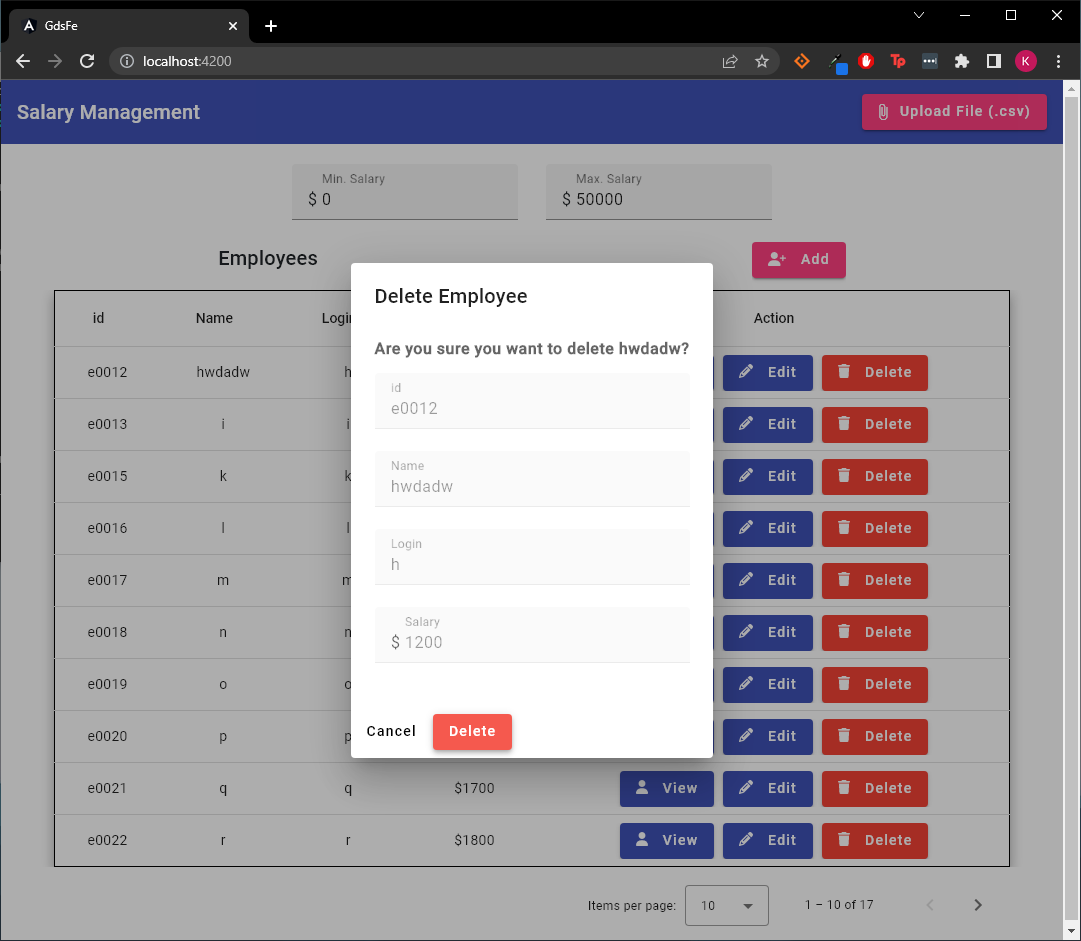 GdsFe
localhost:4200
Tp
K
Salary Management
Upload File (.csv)
Min. Salary
Max. Salary
$ 0
$ 50000
Employees
Add
Delete Employee
Are you sure you want to delete hwdadw?
id
e0012
Name
hwdadw
Login
h
Salary
$ 1200
Cancel
Delete
id Name Login Action
e0012 hwdadw h Edit Delete
e0013 i i Edit Delete
e0015 k k Edit Delete
e0016 l l Edit Delete
e0017 m m Edit Delete
e0018 n n Edit Delete
e0019 o o Edit Delete
e0020 p p Edit Delete
e0021 q q $1700 View Edit Delete
e0022 r r $1800 View Edit Delete
Items per page: 10 1 – 10 of 17